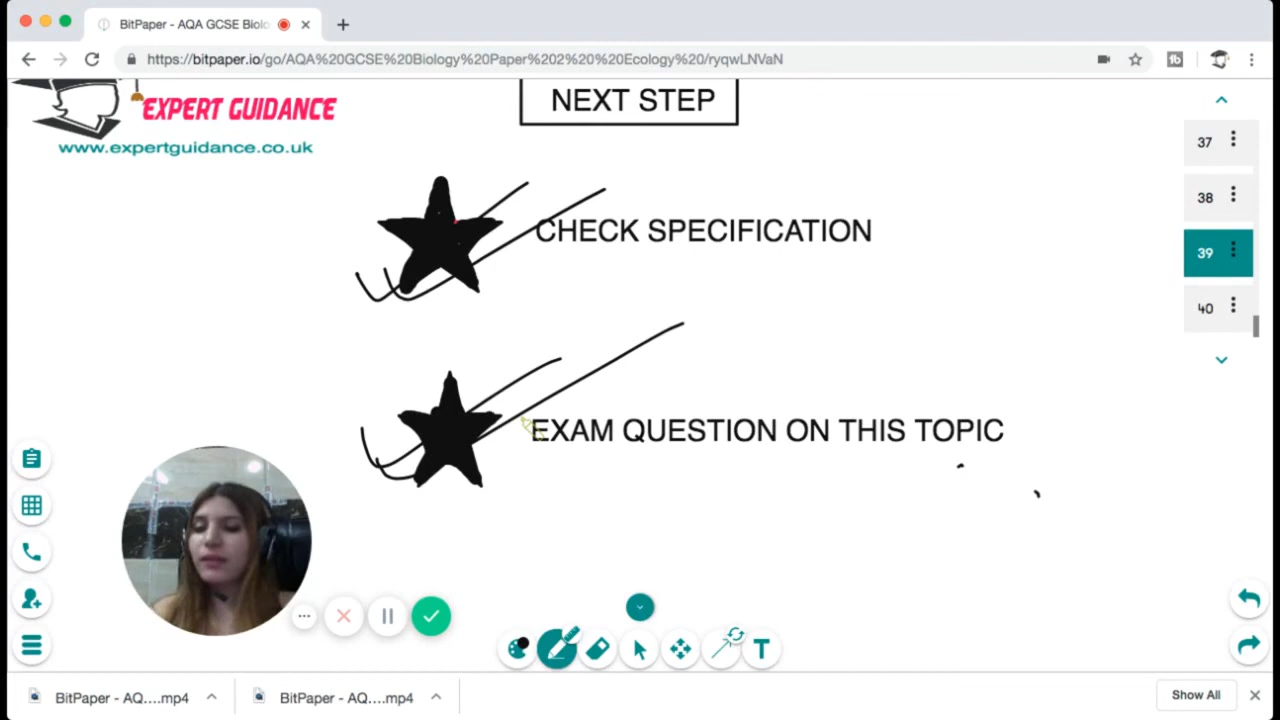 BitPaper - AQA GCSE Biolo
https://bitpaper.io/go/AQA%20GCSE%20Biology%20Paper%202%20%20Ecology%20/ryqwLNVaN
EXPERT GUIDANCE
www.expertguidance.co.uk
NEXT STEP
CHECK SPECIFICATION
EXAM QUESTION ON THIS TOPIC
37
38
39
40
T
BitPaper - AQ....mp4
BitPaper - AQ....mp4
Show All